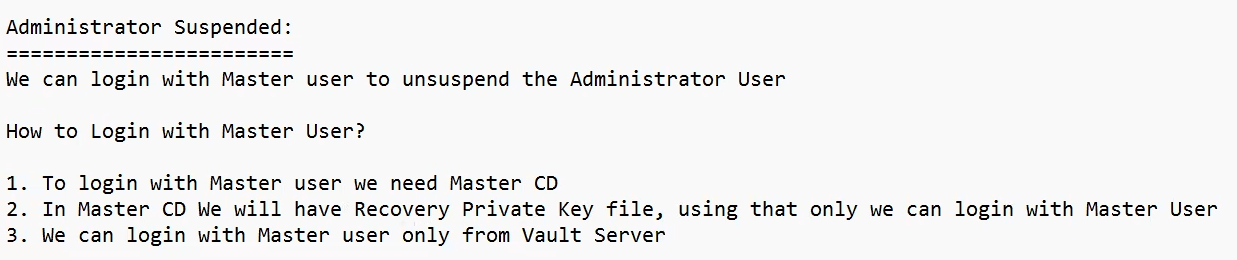 Administrator Suspended:
========================
We can login with Master user to unsuspend the Administrator User
How to Login with Master User?
1. To login with Master user we need Master CD
2. In Master CD We will have Recovery Private Key file, using that only we can login with Master User
3. We can login with Master user only from Vault Server